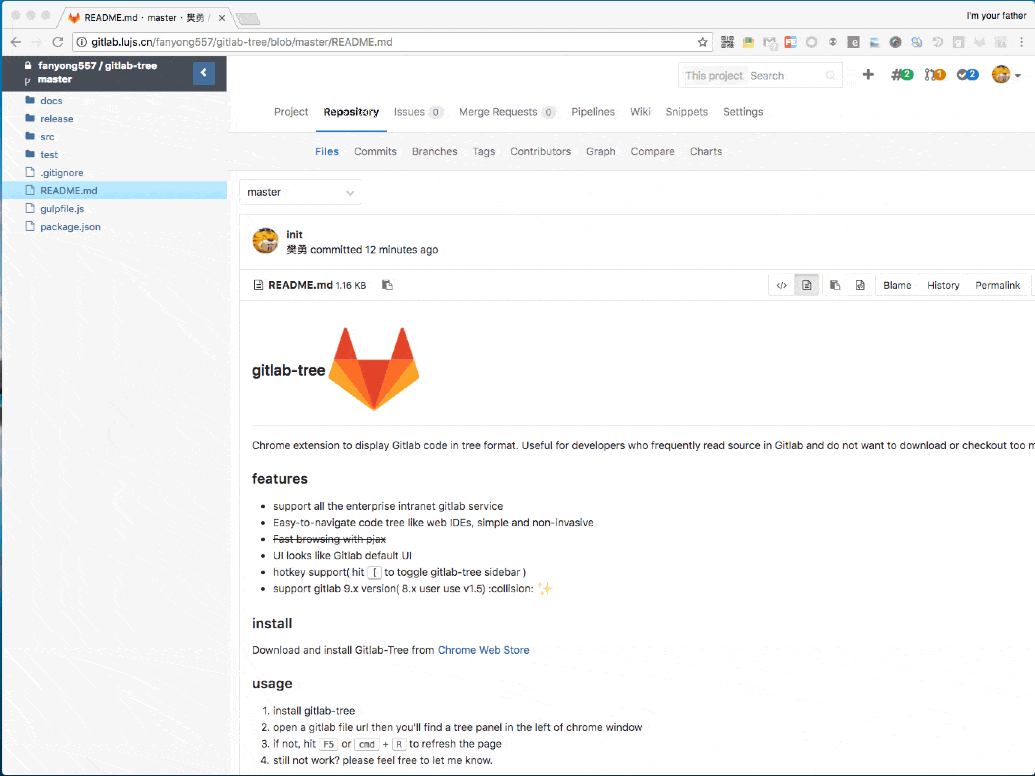 README.md · master · 樊勇 /
I'm your father
gitlab.lujs.cn/fanyong557/gitlab-tree/blob/master/README.md
fanyong557 / gitlab-tree
master
This project Search
2 1 2
docs
release
src
test
.gitignore
README.md
gulpfile.js
package.json
Project Repository Issues 0 Merge Requests 0 Pipelines Wiki Snippets Settings
Files Commits Branches Tags Contributors Graph Compare Charts
master
init
樊勇 committed 12 minutes ago
README.md 1.16 KB
</> Blame History Permalink
gitlab-tree
Chrome extension to display Gitlab code in tree format. Useful for developers who frequently read source in Gitlab and do not want to download or checkout too m
features
• support all the enterprise intranet gitlab service
• Easy-to-navigate code tree like web IDEs, simple and non-invasive
• Fast browsing with pjax
• UI looks like Gitlab default UI
• hotkey support( hit [ to toggle gitlab-tree sidebar )
• support gitlab 9.x version( 8.x user use v1.5) :collision: ✨
install
Download and install Gitlab-Tree from Chrome Web Store
usage
1. install gitlab-tree
2. open a gitlab file url then you'll find a tree panel in the left of chrome window
3. if not, hit F5 or cmd + R to refresh the page
4. still not work? please feel free to let me know.